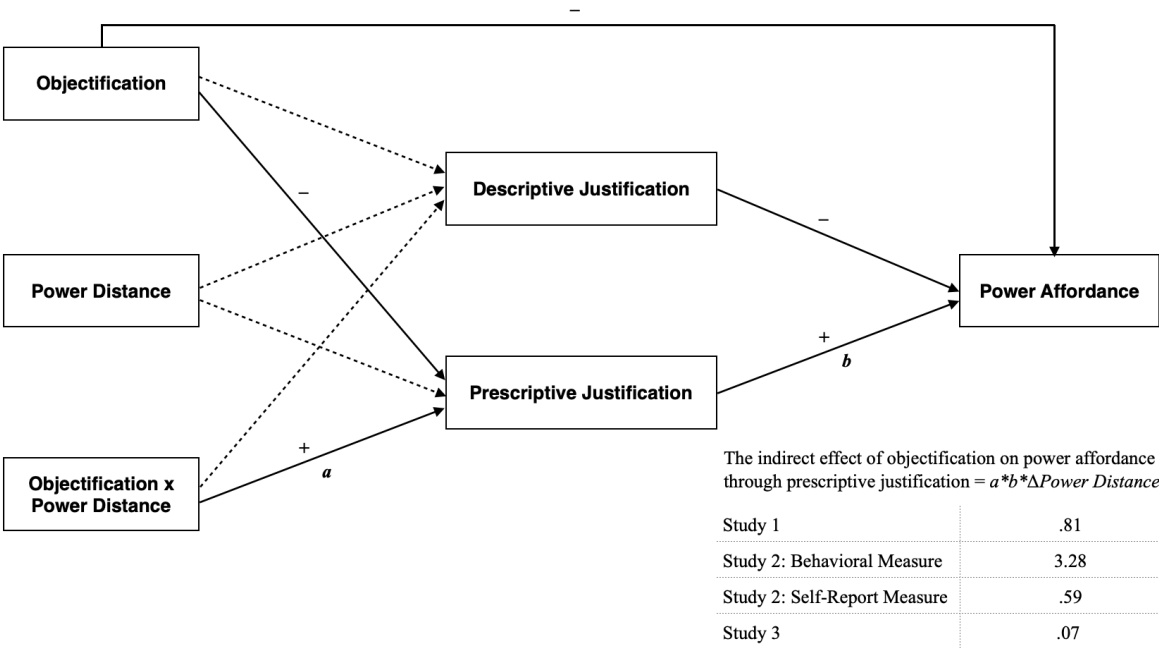 –
Objectification
Descriptive Justification
–
–
Power Distance
Power Affordance
+
b
Prescriptive Justification
+
a
Objectification x
Power Distance
The indirect effect of objectification on power affordance
through prescriptive justification = a*b*ΔPower Distance
Study 1 .81
Study 2: Behavioral Measure 3.28
Study 2: Self-Report Measure .59
Study 3 .07